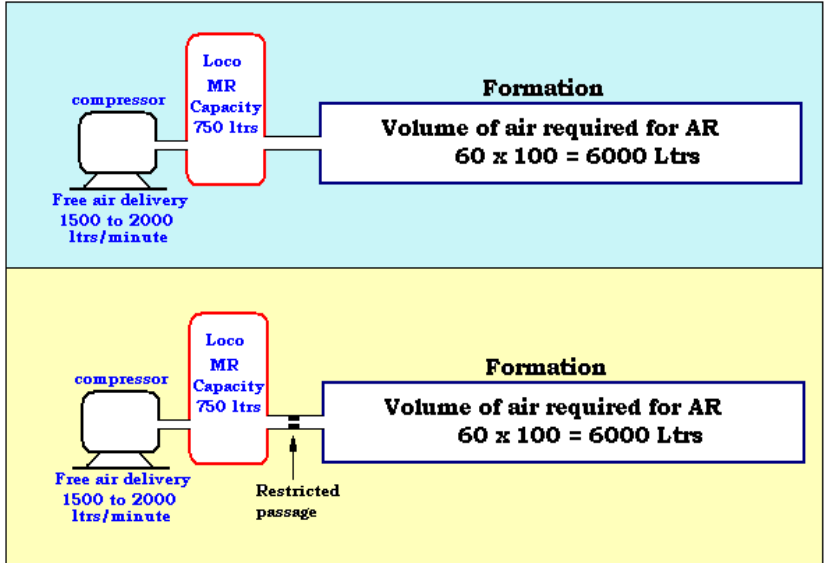 Loco
MR
Capacity
750 ltrs
compressor
Formation
Volume of air required for AR
60 x 100 = 6000 Ltrs
Free air delivery
1500 to 2000
ltrs/minute
Loco
MR
Capacity
750 ltrs
compressor
Formation
Volume of air required for AR
60 x 100 = 6000 Ltrs
Free air delivery
1500 to 2000
ltrs/minute
Restricted
passage